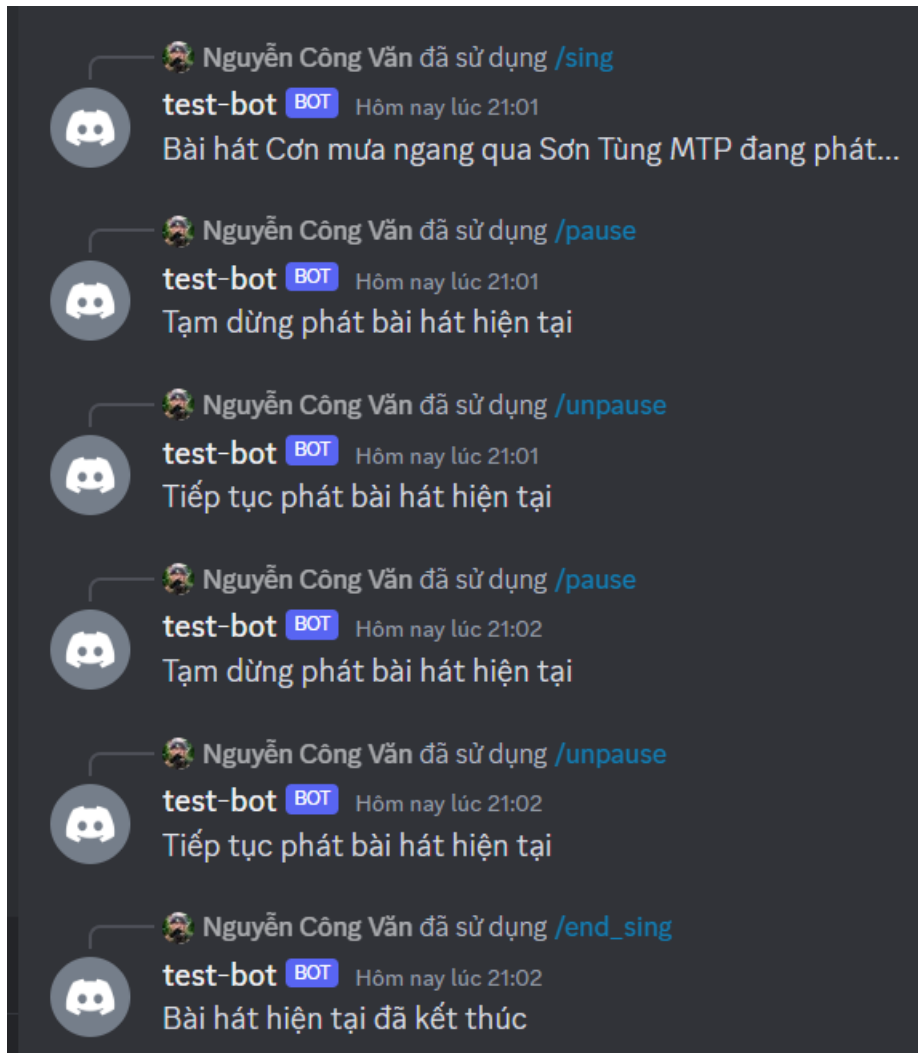 Nguyễn Công Văn đã sử dụng /sing
test-bot BOT Hôm nay lúc 21:01
Bài hát Cơn mưa ngang qua Sơn Tùng MTP đang phát...
Nguyễn Công Văn đã sử dụng /pause
test-bot BOT Hôm nay lúc 21:01
Tạm dừng phát bài hát hiện tại
Nguyễn Công Văn đã sử dụng /unpause
test-bot BOT Hôm nay lúc 21:01
Tiếp tục phát bài hát hiện tại
Nguyễn Công Văn đã sử dụng /pause
test-bot BOT Hôm nay lúc 21:02
Tạm dừng phát bài hát hiện tại
Nguyễn Công Văn đã sử dụng /unpause
test-bot BOT Hôm nay lúc 21:02
Tiếp tục phát bài hát hiện tại
Nguyễn Công Văn đã sử dụng /end_sing
test-bot BOT Hôm nay lúc 21:02
Bài hát hiện tại đã kết thúc